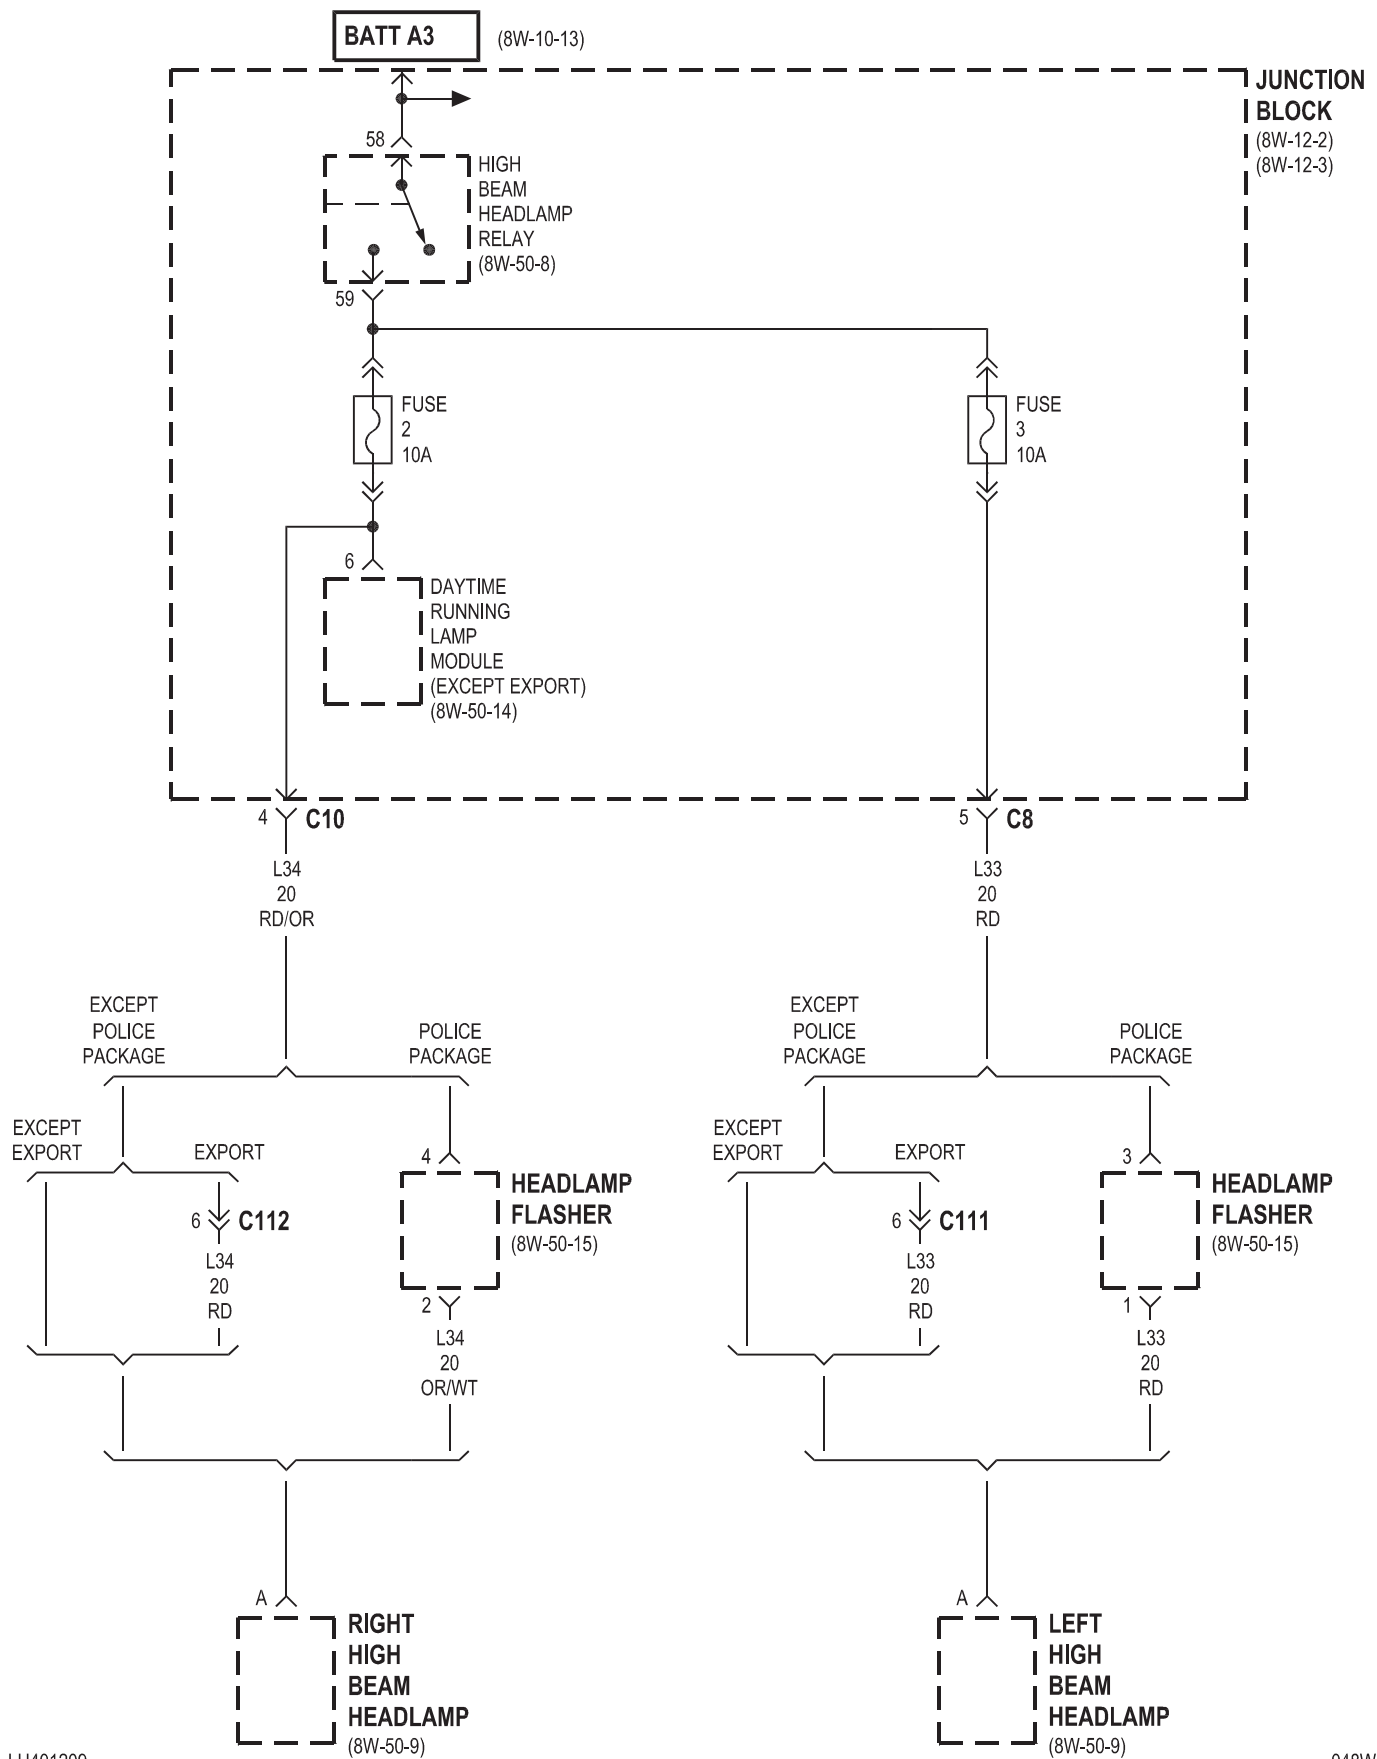 BATT A3 (8W-10-13)
JUNCTION
BLOCK
(8W-12-2)
(8W-12-3)
58
HIGH
BEAM
HEADLAMP
RELAY
(8W-50-8)
59
FUSE
2
10A
FUSE
3
10A
6
DAYTIME
RUNNING
LAMP
MODULE
(EXCEPT EXPORT)
(8W-50-14)
4 C10
5 C8
L34
20
RD/OR
L33
20
RD
EXCEPT
POLICE
PACKAGE
POLICE
PACKAGE
EXCEPT
POLICE
PACKAGE
POLICE
PACKAGE
EXCEPT
EXPORT
EXPORT
4
HEADLAMP
FLASHER
(8W-50-15)
6 C112
L34
20
RD
2
L34
20
OR/WT
EXCEPT
EXPORT
EXPORT
3
HEADLAMP
FLASHER
(8W-50-15)
6 C111
L33
20
RD
1
L33
20
RD
A
RIGHT
HIGH
BEAM
HEADLAMP
(8W-50-9)
A
LEFT
HIGH
BEAM
HEADLAMP
(8W-50-9)